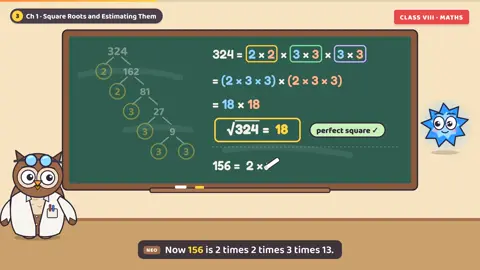 3 Ch 1 - Square Roots and Estimating Them
CLASS VIII - MATHS
324
2 162
2 81
3 27
3 9
3 3
324 = 2 × 2 × 3 × 3 × 3 × 3
= (2 × 3 × 3) × (2 × 3 × 3)
= 18 × 18
√324 = 18
perfect square ✓
156 = 2 ×
NEO Now 156 is 2 times 2 times 3 times 13.